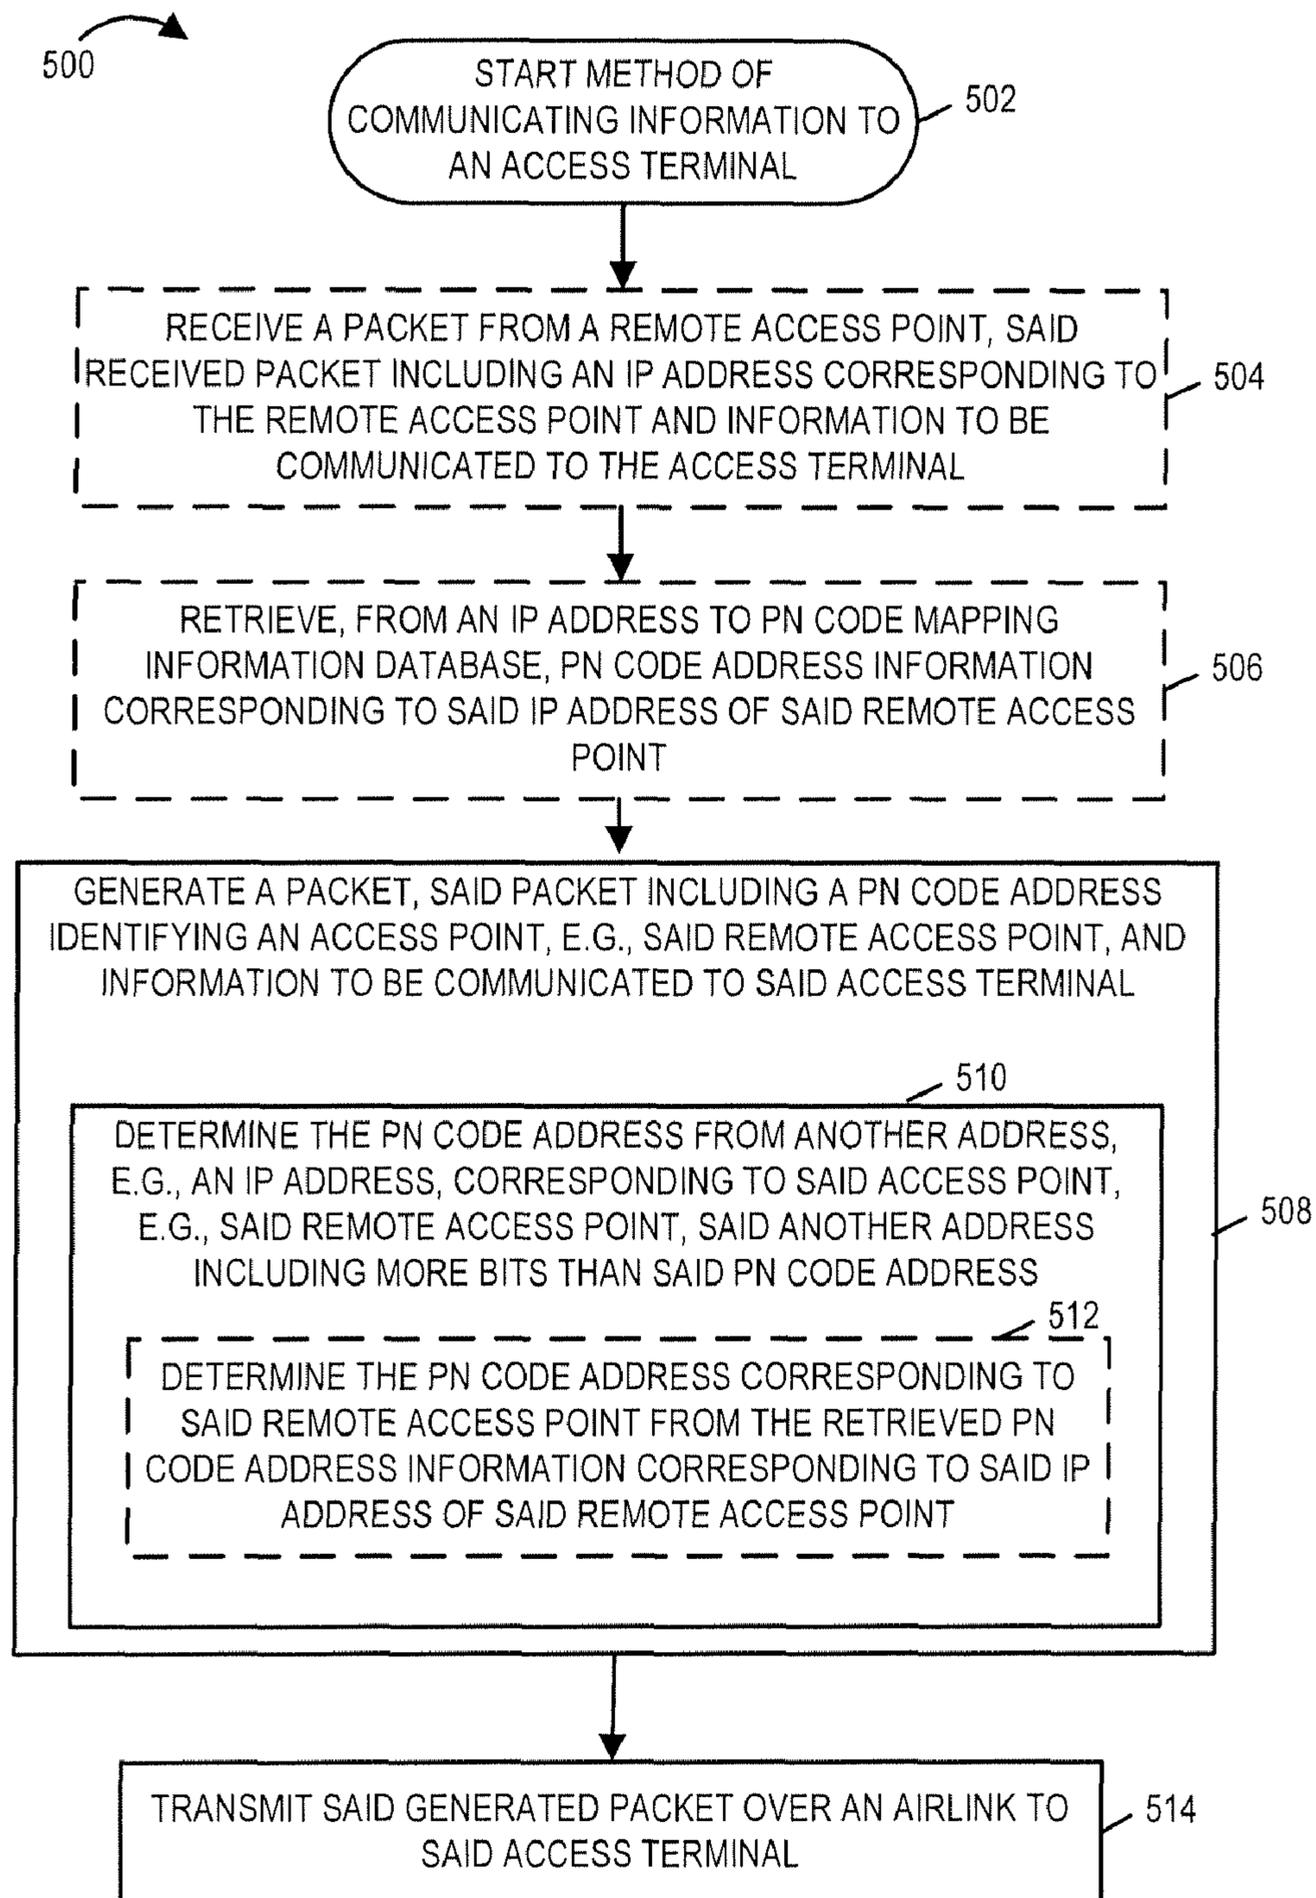 500
START METHOD OF
COMMUNICATING INFORMATION TO
AN ACCESS TERMINAL
502
RECEIVE A PACKET FROM A REMOTE ACCESS POINT, SAID
RECEIVED PACKET INCLUDING AN IP ADDRESS CORRESPONDING TO
THE REMOTE ACCESS POINT AND INFORMATION TO BE
COMMUNICATED TO THE ACCESS TERMINAL
504
RETRIEVE, FROM AN IP ADDRESS TO PN CODE MAPPING
INFORMATION DATABASE, PN CODE ADDRESS INFORMATION
CORRESPONDING TO SAID IP ADDRESS OF SAID REMOTE ACCESS
POINT
506
GENERATE A PACKET, SAID PACKET INCLUDING A PN CODE ADDRESS
IDENTIFYING AN ACCESS POINT, E.G., SAID REMOTE ACCESS POINT, AND
INFORMATION TO BE COMMUNICATED TO SAID ACCESS TERMINAL
510
DETERMINE THE PN CODE ADDRESS FROM ANOTHER ADDRESS,
E.G., AN IP ADDRESS, CORRESPONDING TO SAID ACCESS POINT,
E.G., SAID REMOTE ACCESS POINT, SAID ANOTHER ADDRESS
INCLUDING MORE BITS THAN SAID PN CODE ADDRESS
508
512
DETERMINE THE PN CODE ADDRESS CORRESPONDING TO
SAID REMOTE ACCESS POINT FROM THE RETRIEVED PN
CODE ADDRESS INFORMATION CORRESPONDING TO SAID IP
ADDRESS OF SAID REMOTE ACCESS POINT
TRANSMIT SAID GENERATED PACKET OVER AN AIRLINK TO
SAID ACCESS TERMINAL
514